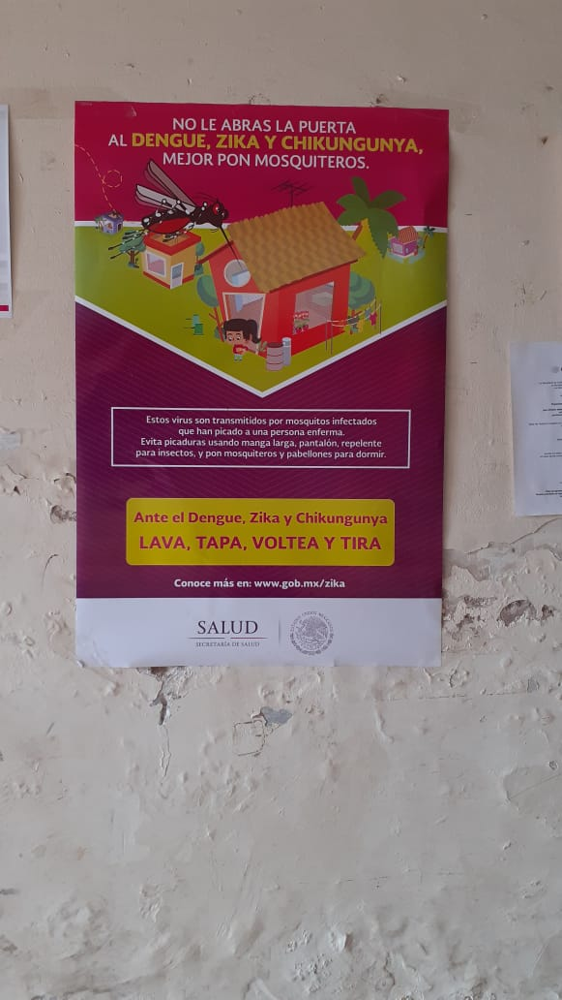 NO LE ABRAS LA PUERTA
AL DENGUE, ZIKA Y CHIKUNGUNYA,
MEJOR PON MOSQUITEROS.
Estos virus son transmitidos por mosquitos infectados
que han picado a una persona enferma.
Evita picaduras usando manga larga, pantalón, repelente
para insectos, y pon mosquiteros y pabellones para dormir.
Ante el Dengue, Zika y Chikungunya
LAVA, TAPA, VOLTEA Y TIRA
Conoce más en: www.gob.mx/zika
SALUD
SECRETARÍA DE SALUD
ESTADOS UNIDOS MEXICANOS